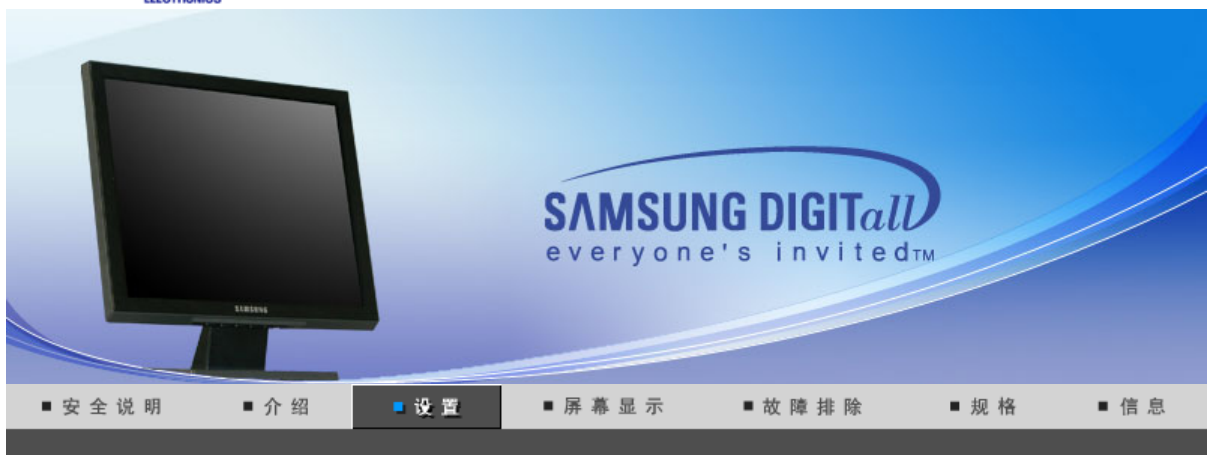 ELECTRONICS
SAMSUNG DIGITall
everyone's invited™
SAMSUNG
安全说明 介绍 设置 屏幕显示 故障排除 规格 信息